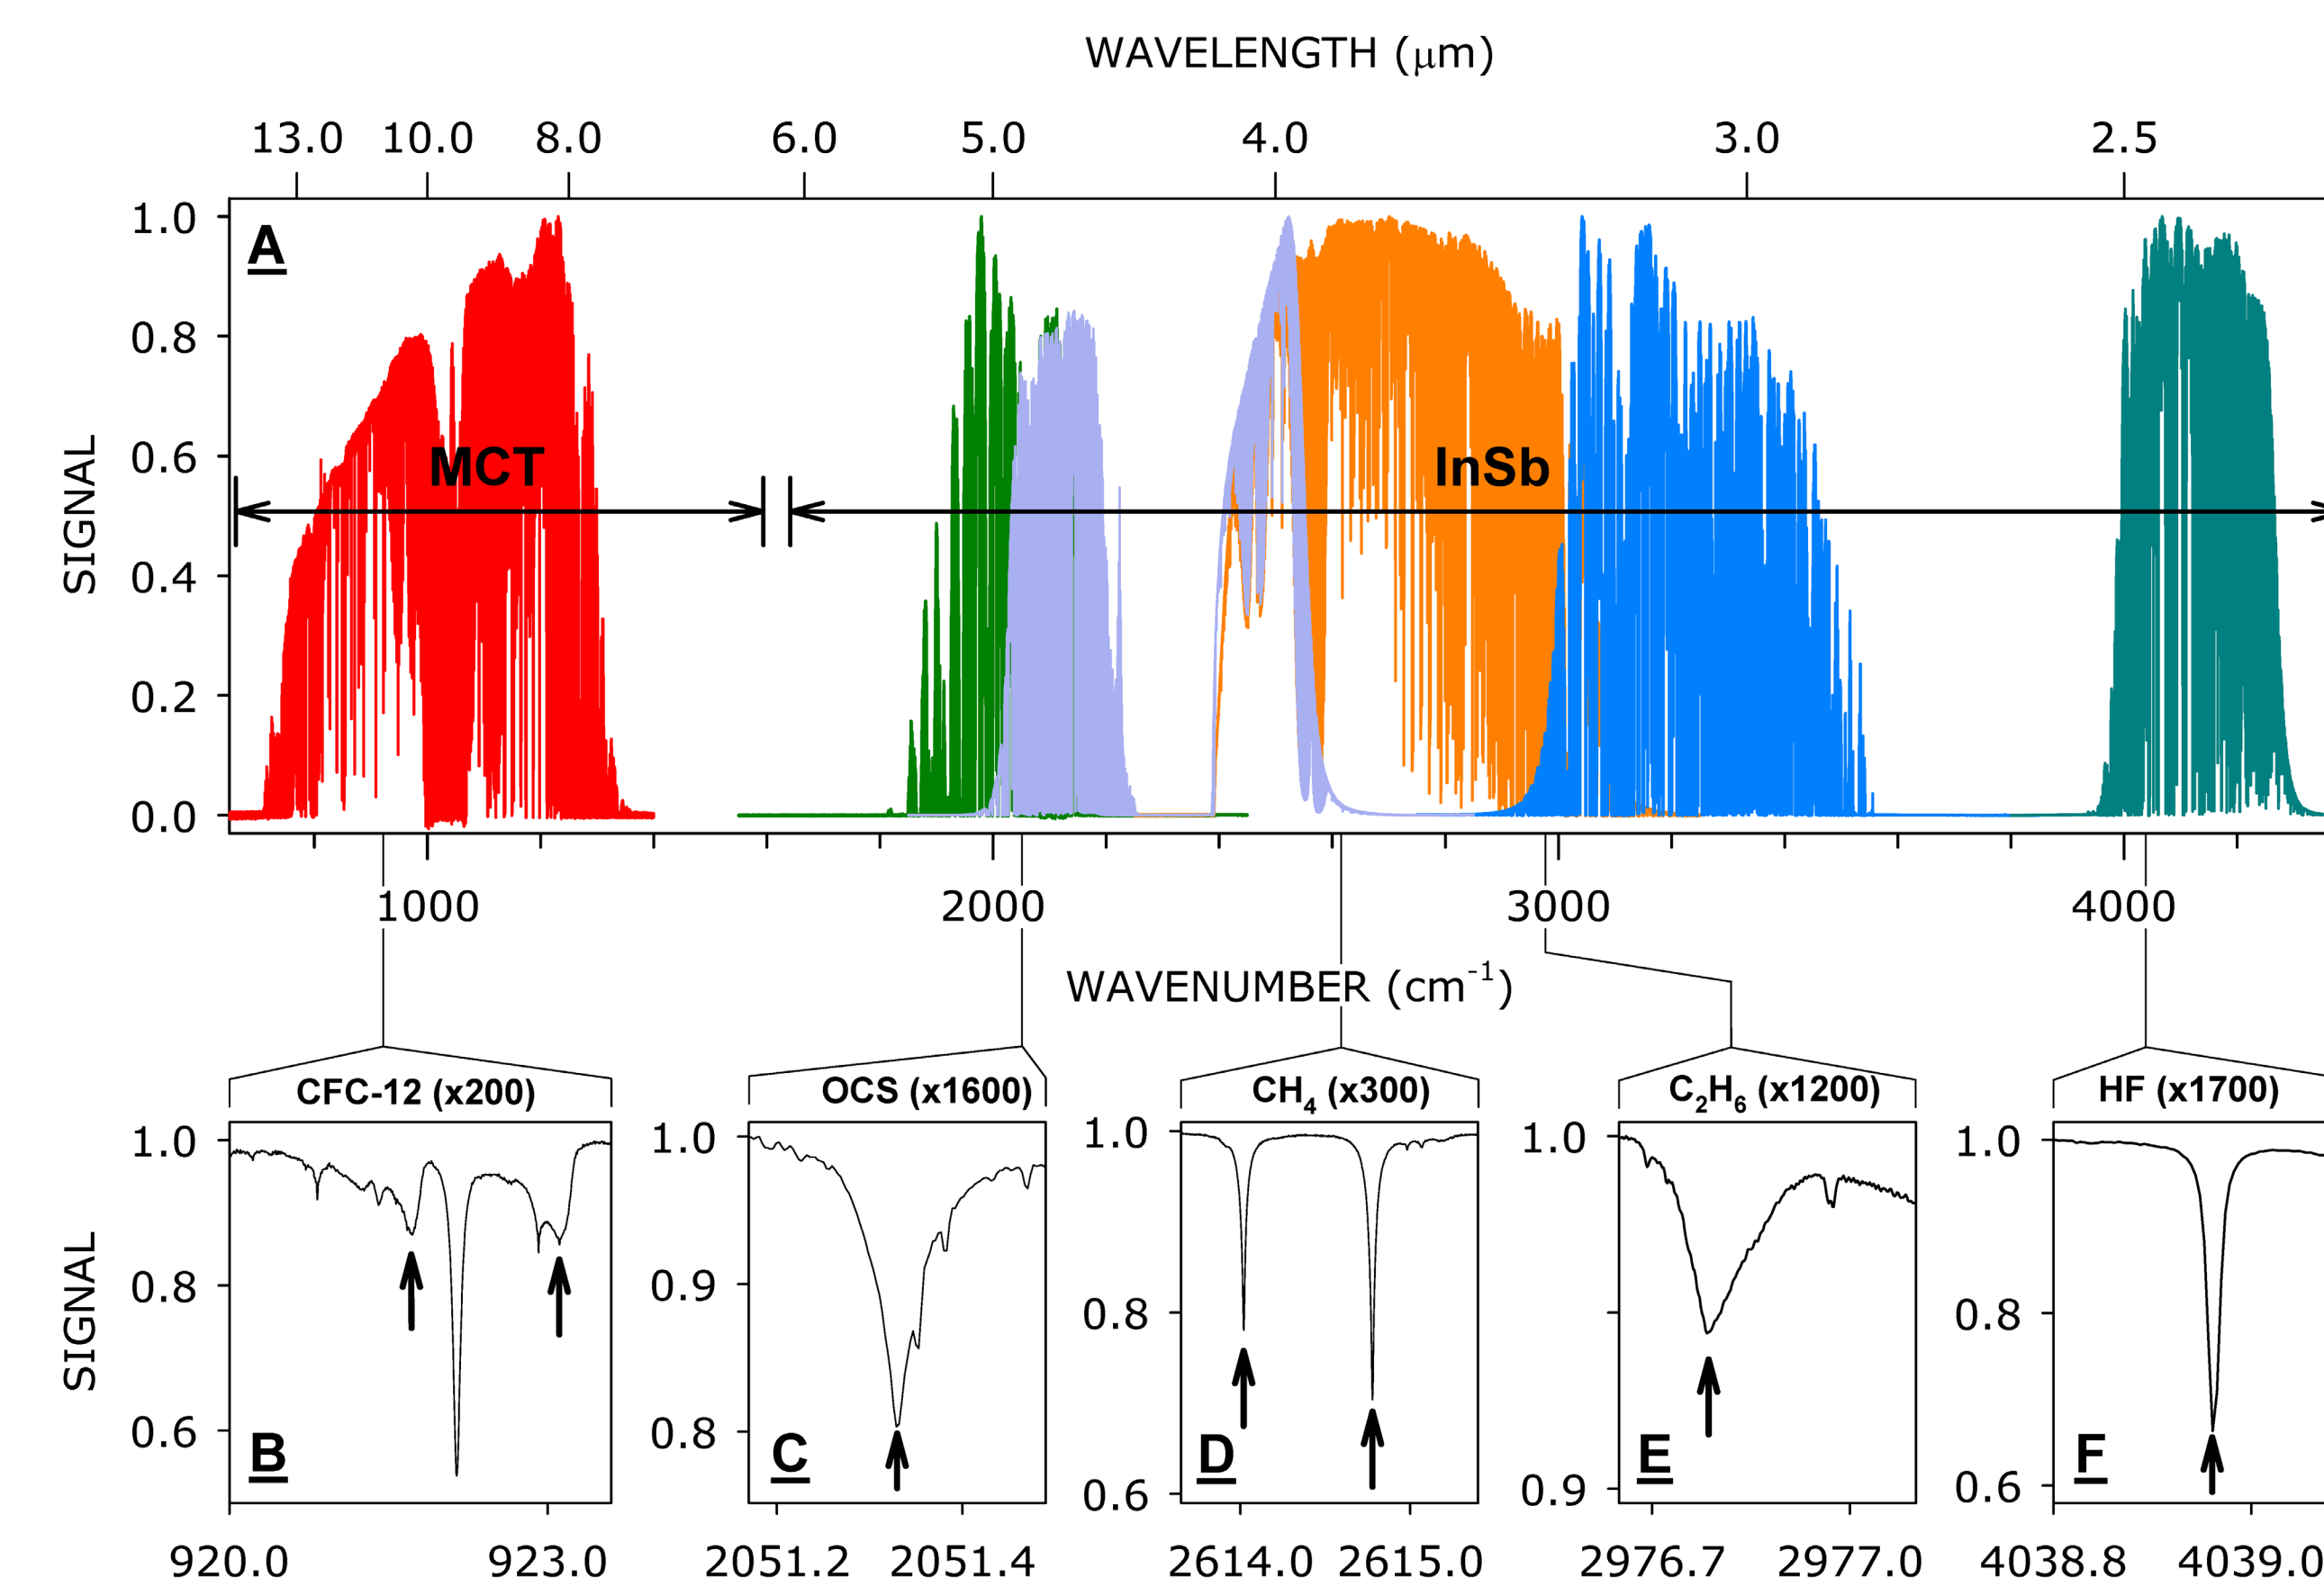 WAVELENGTH (μm)
13.0 10.0 8.0 6.0 5.0 4.0 3.0 2.5
1.0
0.8
0.6
0.4
0.2
0.0
SIGNAL
A
MCT
InSb
1000 2000 3000 4000
WAVENUMBER (cm-1)
CFC-12 (x200)
OCS (x1600)
CH4 (x300)
C2H6 (x1200)
HF (x1700)
SIGNAL
1.0
0.8
0.6
B
920.0 923.0
1.0
0.9
0.8
C
2051.2 2051.4
1.0
0.8
0.6
D
2614.0 2615.0
1.0
0.9
E
2976.7 2977.0
1.0
0.8
0.6
F
4038.8 4039.0